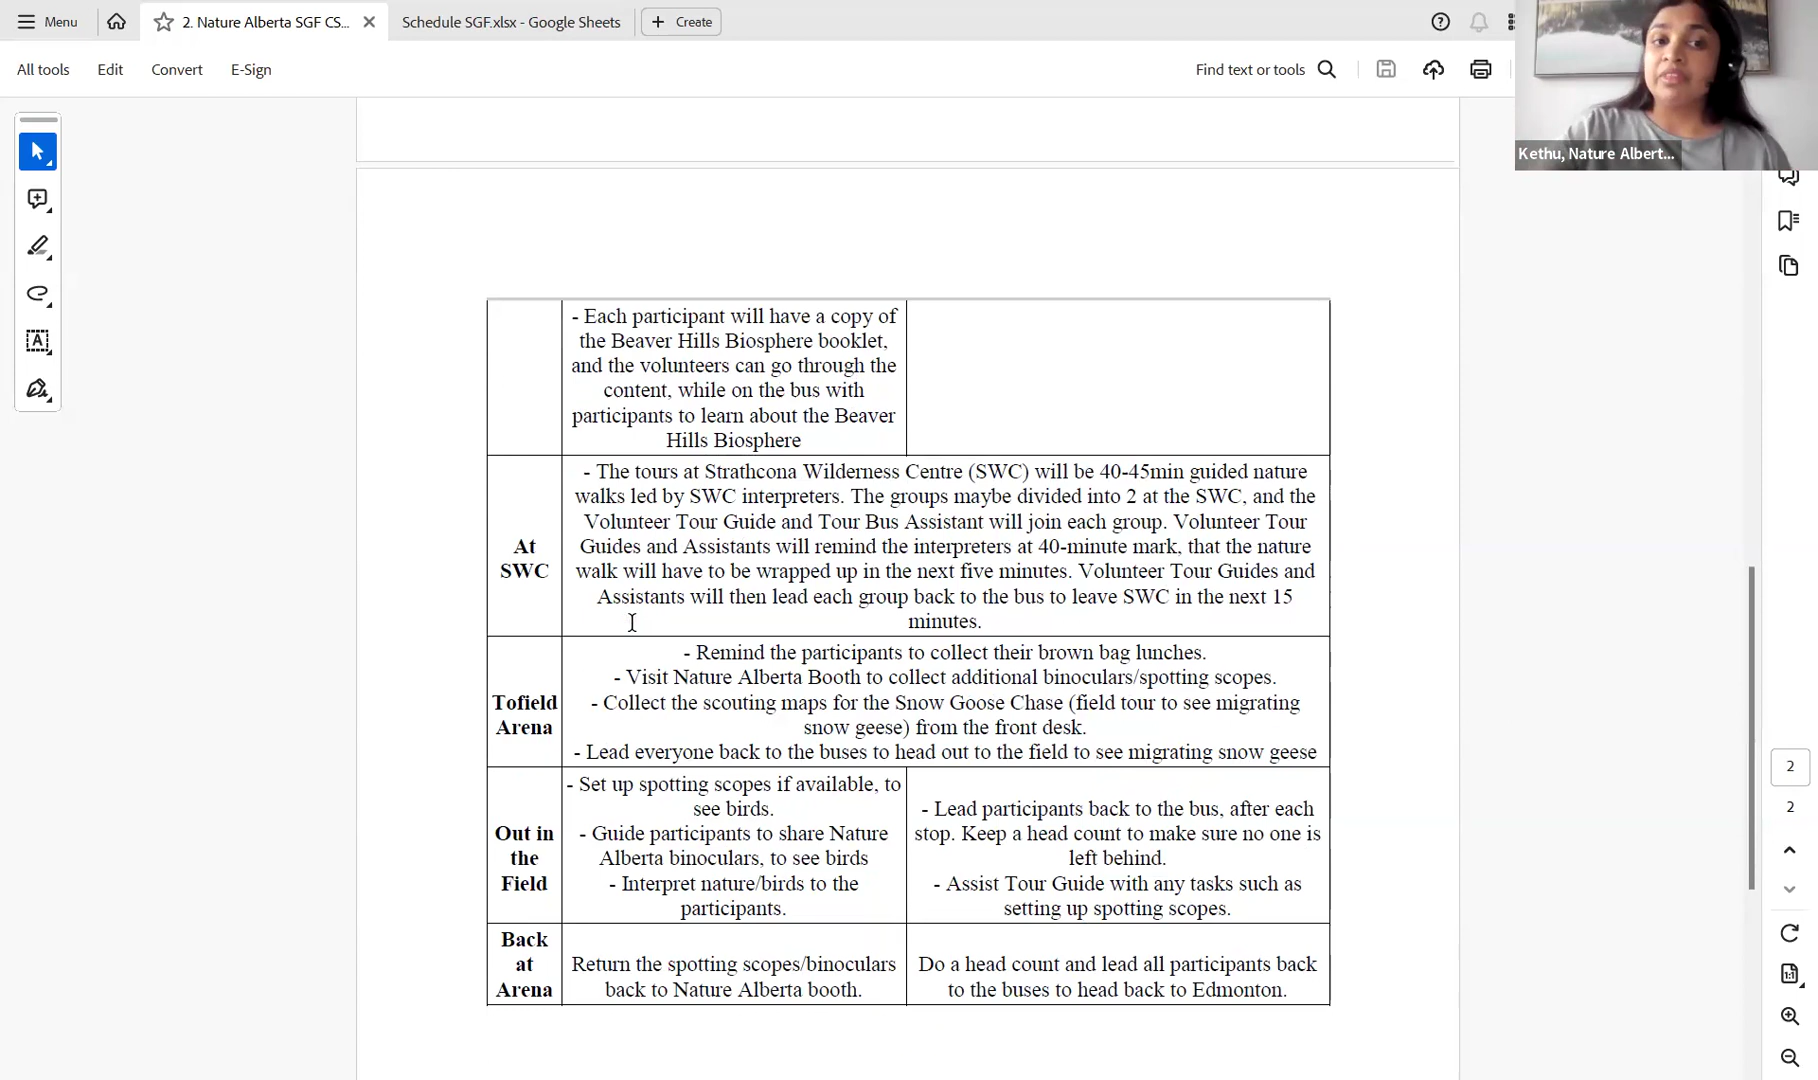 Menu
2. Nature Alberta SGF CS...
Schedule SGF.xlsx - Google Sheets
Create
All tools
Edit
Convert
E-Sign
Find text or tools
Kethu, Nature Albert...
- Each participant will have a copy of
the Beaver Hills Biosphere booklet,
and the volunteers can go through the
content, while on the bus with
participants to learn about the Beaver
Hills Biosphere
At
SWC
- The tours at Strathcona Wilderness Centre (SWC) will be 40-45min guided nature
walks led by SWC interpreters. The groups maybe divided into 2 at the SWC, and the
Volunteer Tour Guide and Tour Bus Assistant will join each group. Volunteer Tour
Guides and Assistants will remind the interpreters at 40-minute mark, that the nature
walk will have to be wrapped up in the next five minutes. Volunteer Tour Guides and
Assistants will then lead each group back to the bus to leave SWC in the next 15
minutes.
Tofield
Arena
- Remind the participants to collect their brown bag lunches.
- Visit Nature Alberta Booth to collect additional binoculars/spotting scopes.
- Collect the scouting maps for the Snow Goose Chase (field tour to see migrating
snow geese) from the front desk.
- Lead everyone back to the buses to head out to the field to see migrating snow geese
Out in
the
Field
- Set up spotting scopes if available, to
see birds.
- Guide participants to share Nature
Alberta binoculars, to see birds
- Interpret nature/birds to the
participants.
- Lead participants back to the bus, after each
stop. Keep a head count to make sure no one is
left behind.
- Assist Tour Guide with any tasks such as
setting up spotting scopes.
Back
at
Arena
Return the spotting scopes/binoculars
back to Nature Alberta booth.
Do a head count and lead all participants back
to the buses to head back to Edmonton.
2
2
1:1